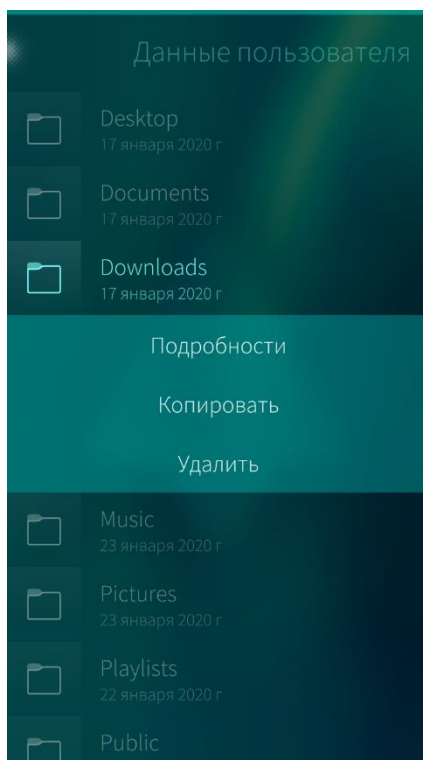 Данные пользователя
Desktop
17 января 2020 г
Documents
17 января 2020 г
Downloads
17 января 2020 г
Подробности
Копировать
Удалить
Music
23 января 2020 г
Pictures
23 января 2020 г
Playlists
22 января 2020 г
Public